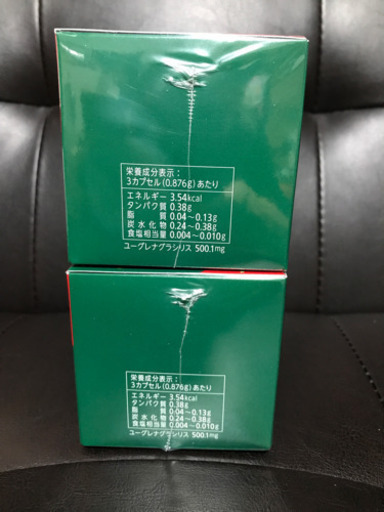 栄養成分表示：
3カプセル(0.876g)あたり
エネルギー 3.54kcal
タンパク質 0.38g
脂質 0.04～0.13g
炭水化物 0.24～0.38g
食塩相当量 0.004～0.010g
ユーグレナグラシリス 500.1mg
栄養成分表示：
3カプセル(0.876g)あたり
エネルギー 3.54kcal
タンパク質 0.38g
脂質 0.04～0.13g
炭水化物 0.24～0.38g
食塩相当量 0.004～0.010g
ユーグレナグラシリス 500.1mg